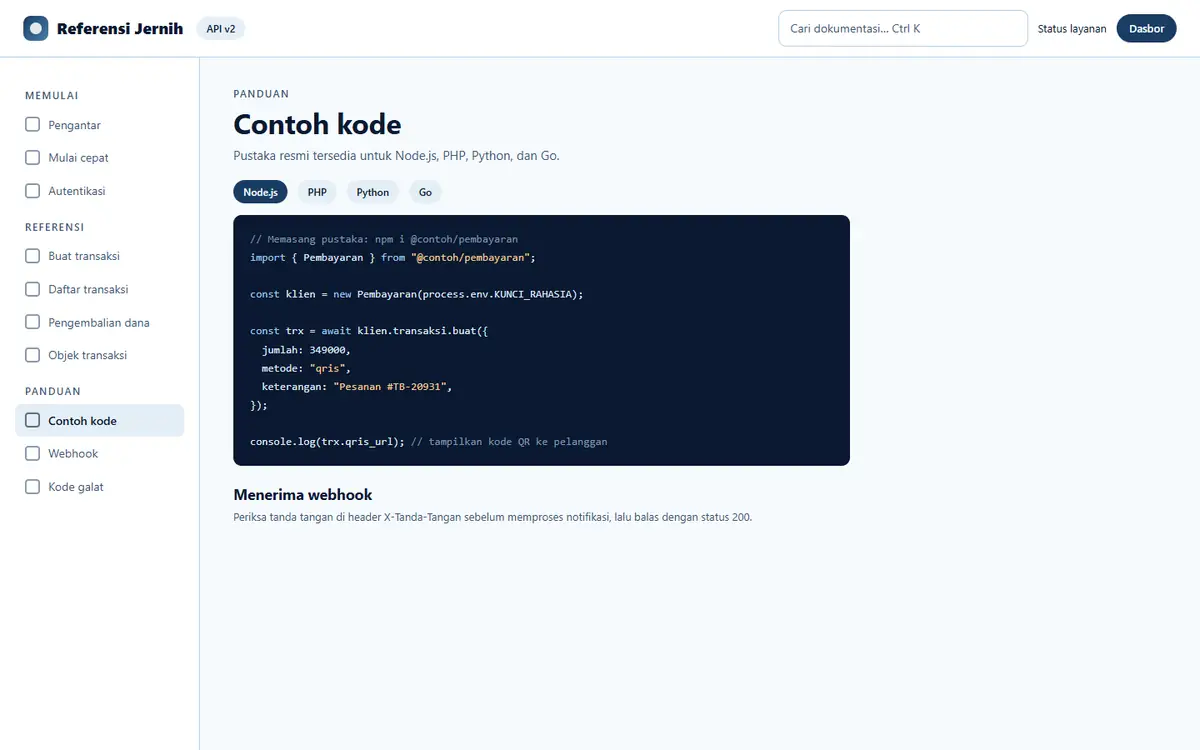 Referensi Jernih
API v2
Cari dokumentasi... Ctrl K
Status layanan
Dasbor
MEMULAI
Pengantar
Mulai cepat
Autentikasi
REFERENSI
Buat transaksi
Daftar transaksi
Pengembalian dana
Objek transaksi
PANDUAN
Contoh kode
Webhook
Kode galat
PANDUAN
Contoh kode
Pustaka resmi tersedia untuk Node.js, PHP, Python, dan Go.
Node.js
PHP
Python
Go
// Memasang pustaka: npm i @contoh/pembayaran
import { Pembayaran } from "@contoh/pembayaran";
const klien = new Pembayaran(process.env.KUNCI_RAHASIA);
const trx = await klien.transaksi.buat({
  jumlah: 349000,
  metode: "qris",
  keterangan: "Pesanan #TB-20931",
});
console.log(trx.qris_url); // tampilkan kode QR ke pelanggan
Menerima webhook
Periksa tanda tangan di header X-Tanda-Tangan sebelum memproses notifikasi, lalu balas dengan status 200.